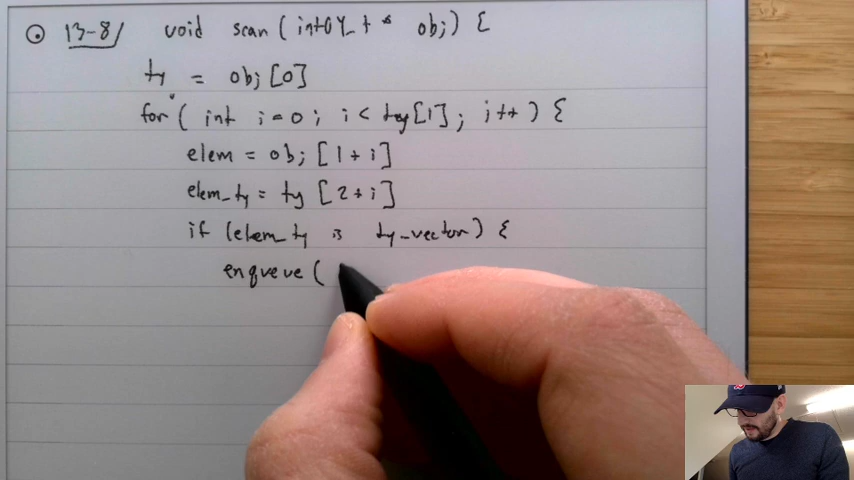 13-8/ void scan (int64_t * obj) {
ty = obj [0]
for ( int i=0; i < ty[1]; i++ ) {
elem = obj [1+i]
elem_ty = ty [2+i]
if (elem_ty is ty_vector) {
enqueue (